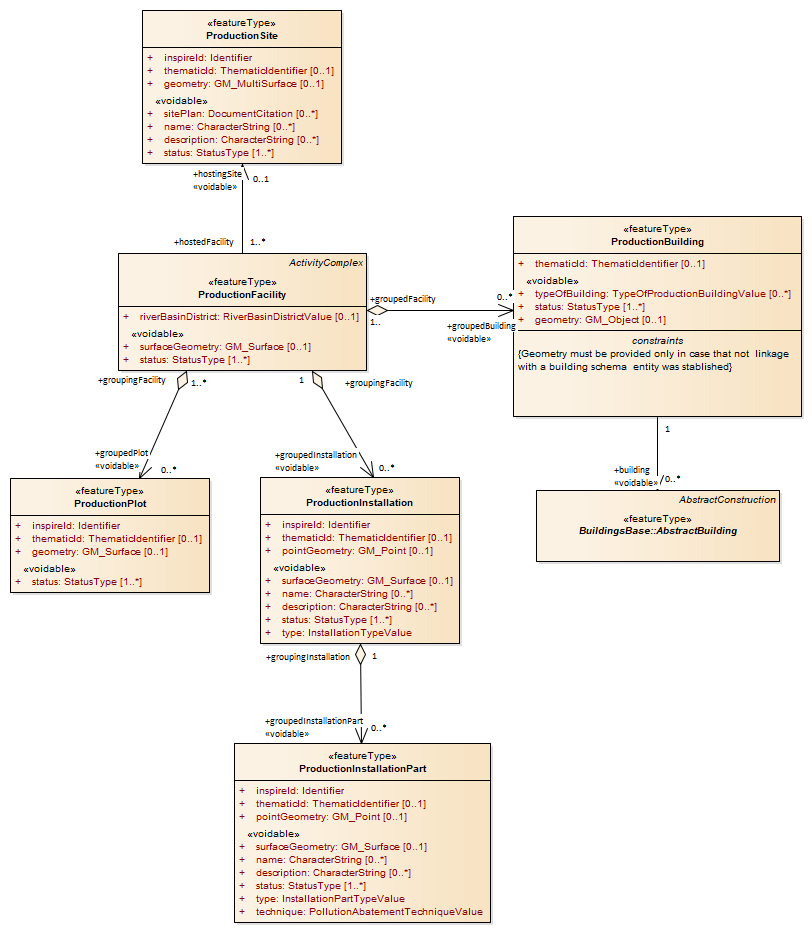 «featureType»
ProductionSite
+ inspireId: Identifier
+ thematicId: ThematicIdentifier [0..1]
+ geometry: GM_MultiSurface [0..1]
«voidable»
+ sitePlan: DocumentCitation [0..*]
+ name: CharacterString [0..*]
+ description: CharacterString [0..*]
+ status: StatusType [1..*]
+hostingSite
0..1
«voidable»
+hostedFacility
1..*
ActivityComplex
«featureType»
ProductionFacility
+ riverBasinDistrict: RiverBasinDistrictValue [0..1]
«voidable»
+ surfaceGeometry: GM_Surface [0..1]
+ status: StatusType [1..*]
+groupedFacility
1..
0..*
+groupedBuilding
«voidable»
«featureType»
ProductionBuilding
+ thematicId: ThematicIdentifier [0..1]
«voidable»
+ typeOfBuilding: TypeOfProductionBuildingValue [0..*]
+ status: StatusType [1..*]
+ geometry: GM_Object [0..1]
constraints
{Geometry must be provided only in case that not linkage
with a building schema entity was stablished}
1
+building
«voidable»
0..*
AbstractConstruction
«featureType»
BuildingsBase::AbstractBuilding
+groupingFacility
1..*
+groupedPlot
«voidable»
0..*
«featureType»
ProductionPlot
+ inspireId: Identifier
+ thematicId: ThematicIdentifier [0..1]
+ geometry: GM_Surface [0..1]
«voidable»
+ status: StatusType [1..*]
1
+groupingFacility
+groupedInstallation
«voidable»
0..*
«featureType»
ProductionInstallation
+ inspireId: Identifier
+ thematicId: ThematicIdentifier [0..1]
+ pointGeometry: GM_Point [0..1]
«voidable»
+ surfaceGeometry: GM_Surface [0..1]
+ name: CharacterString [0..*]
+ description: CharacterString [0..*]
+ status: StatusType [1..*]
+ type: InstallationTypeValue
+groupingInstallation
1
+groupedInstallationPart
«voidable»
0..*
«featureType»
ProductionInstallationPart
+ inspireId: Identifier
+ thematicId: ThematicIdentifier [0..1]
+ pointGeometry: GM_Point [0..1]
«voidable»
+ surfaceGeometry: GM_Surface [0..1]
+ name: CharacterString [0..*]
+ description: CharacterString [0..*]
+ status: StatusType [1..*]
+ type: InstallationPartTypeValue
+ technique: PollutionAbatementTechniqueValue